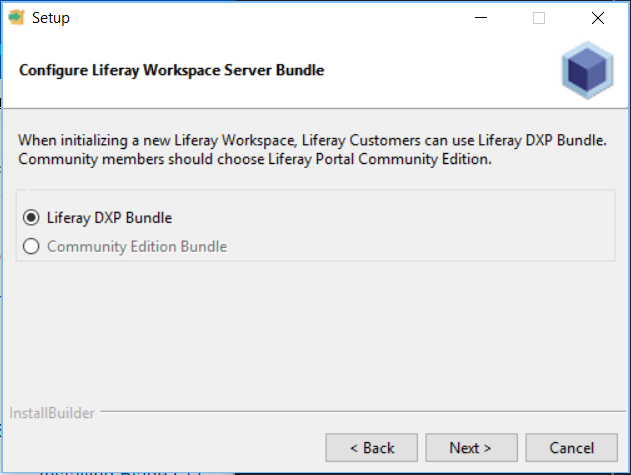 Setup
Configure Liferay Workspace Server Bundle
When initializing a new Liferay Workspace, Liferay Customers can use Liferay DXP Bundle.
Community members should choose Liferay Portal Community Edition.
Liferay DXP Bundle
Community Edition Bundle
InstallBuilder
< Back
Next >
Cancel